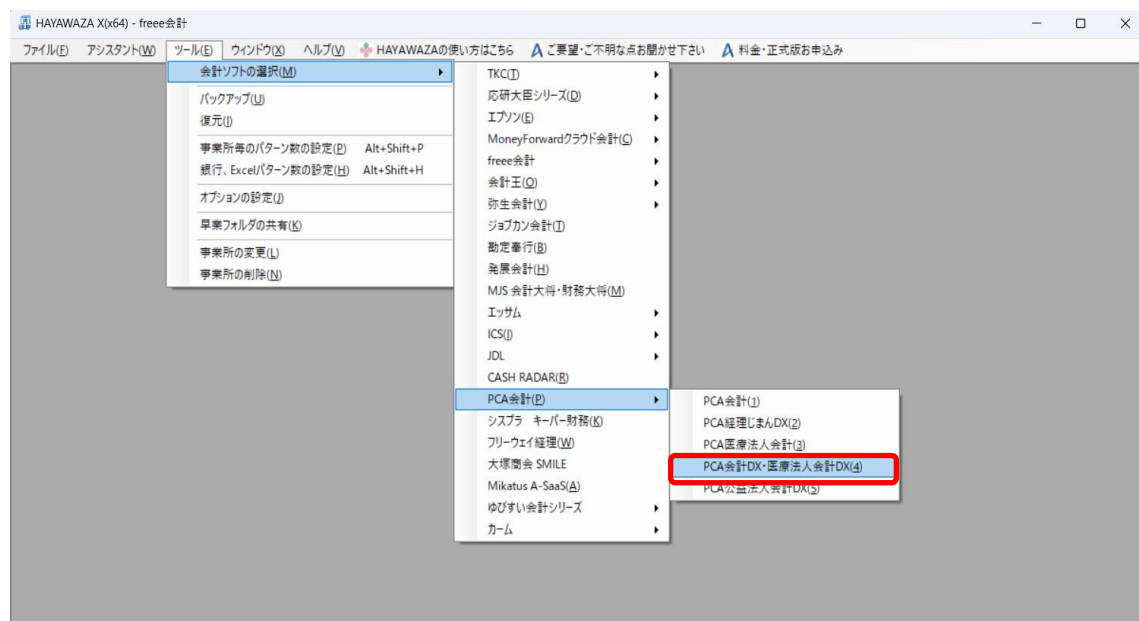 HAYAWAZA X(x64) - freee会計
ファイル(F) アシスタント(W) ツール(E) ウィンドウ(X) ヘルプ(V) HAYAWAZAの使い方はこちら ご要望・ご不明な点お聞かせ下さい 料金・正式版お申込み
会計ソフトの選択(M)
バックアップ(U)
復元(I)
事業所毎のパターン数の設定(P) Alt+Shift+P
銀行、Excelパターン数の設定(H) Alt+Shift+H
オプションの設定(J)
早業フォルダの共有(K)
事業所の変更(L)
事業所の削除(N)
TKC(T)
応研大臣シリーズ(D)
エプソン(E)
MoneyForwardクラウド会計(C)
freee会計
会計王(O)
弥生会計(Y)
ジョブカン会計(T)
勘定奉行(B)
発展会計(H)
MJS 会計大将・財務大将(M)
エッサム
ICS(I)
JDL
CASH RADAR(R)
PCA会計(P)
システプラ キーパー財務(K)
フリーウェイ経理(W)
大塚商会 SMILE
Mikatus A-SaaS(A)
ゆびすい会計シリーズ
カーム
PCA会計(1)
PCA経理じまんDX(2)
PCA医療法人会計(3)
PCA会計DX・医療法人会計DX(4)
PCA公益法人会計DX(5)